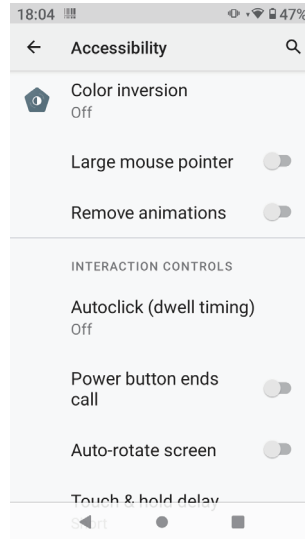 18:04 47%
Accessibility
Color inversion
Off
Large mouse pointer
Remove animations
INTERACTION CONTROLS
Autoclick (dwell timing)
Off
Power button ends
call
Auto-rotate screen
Touch & hold delay
Short